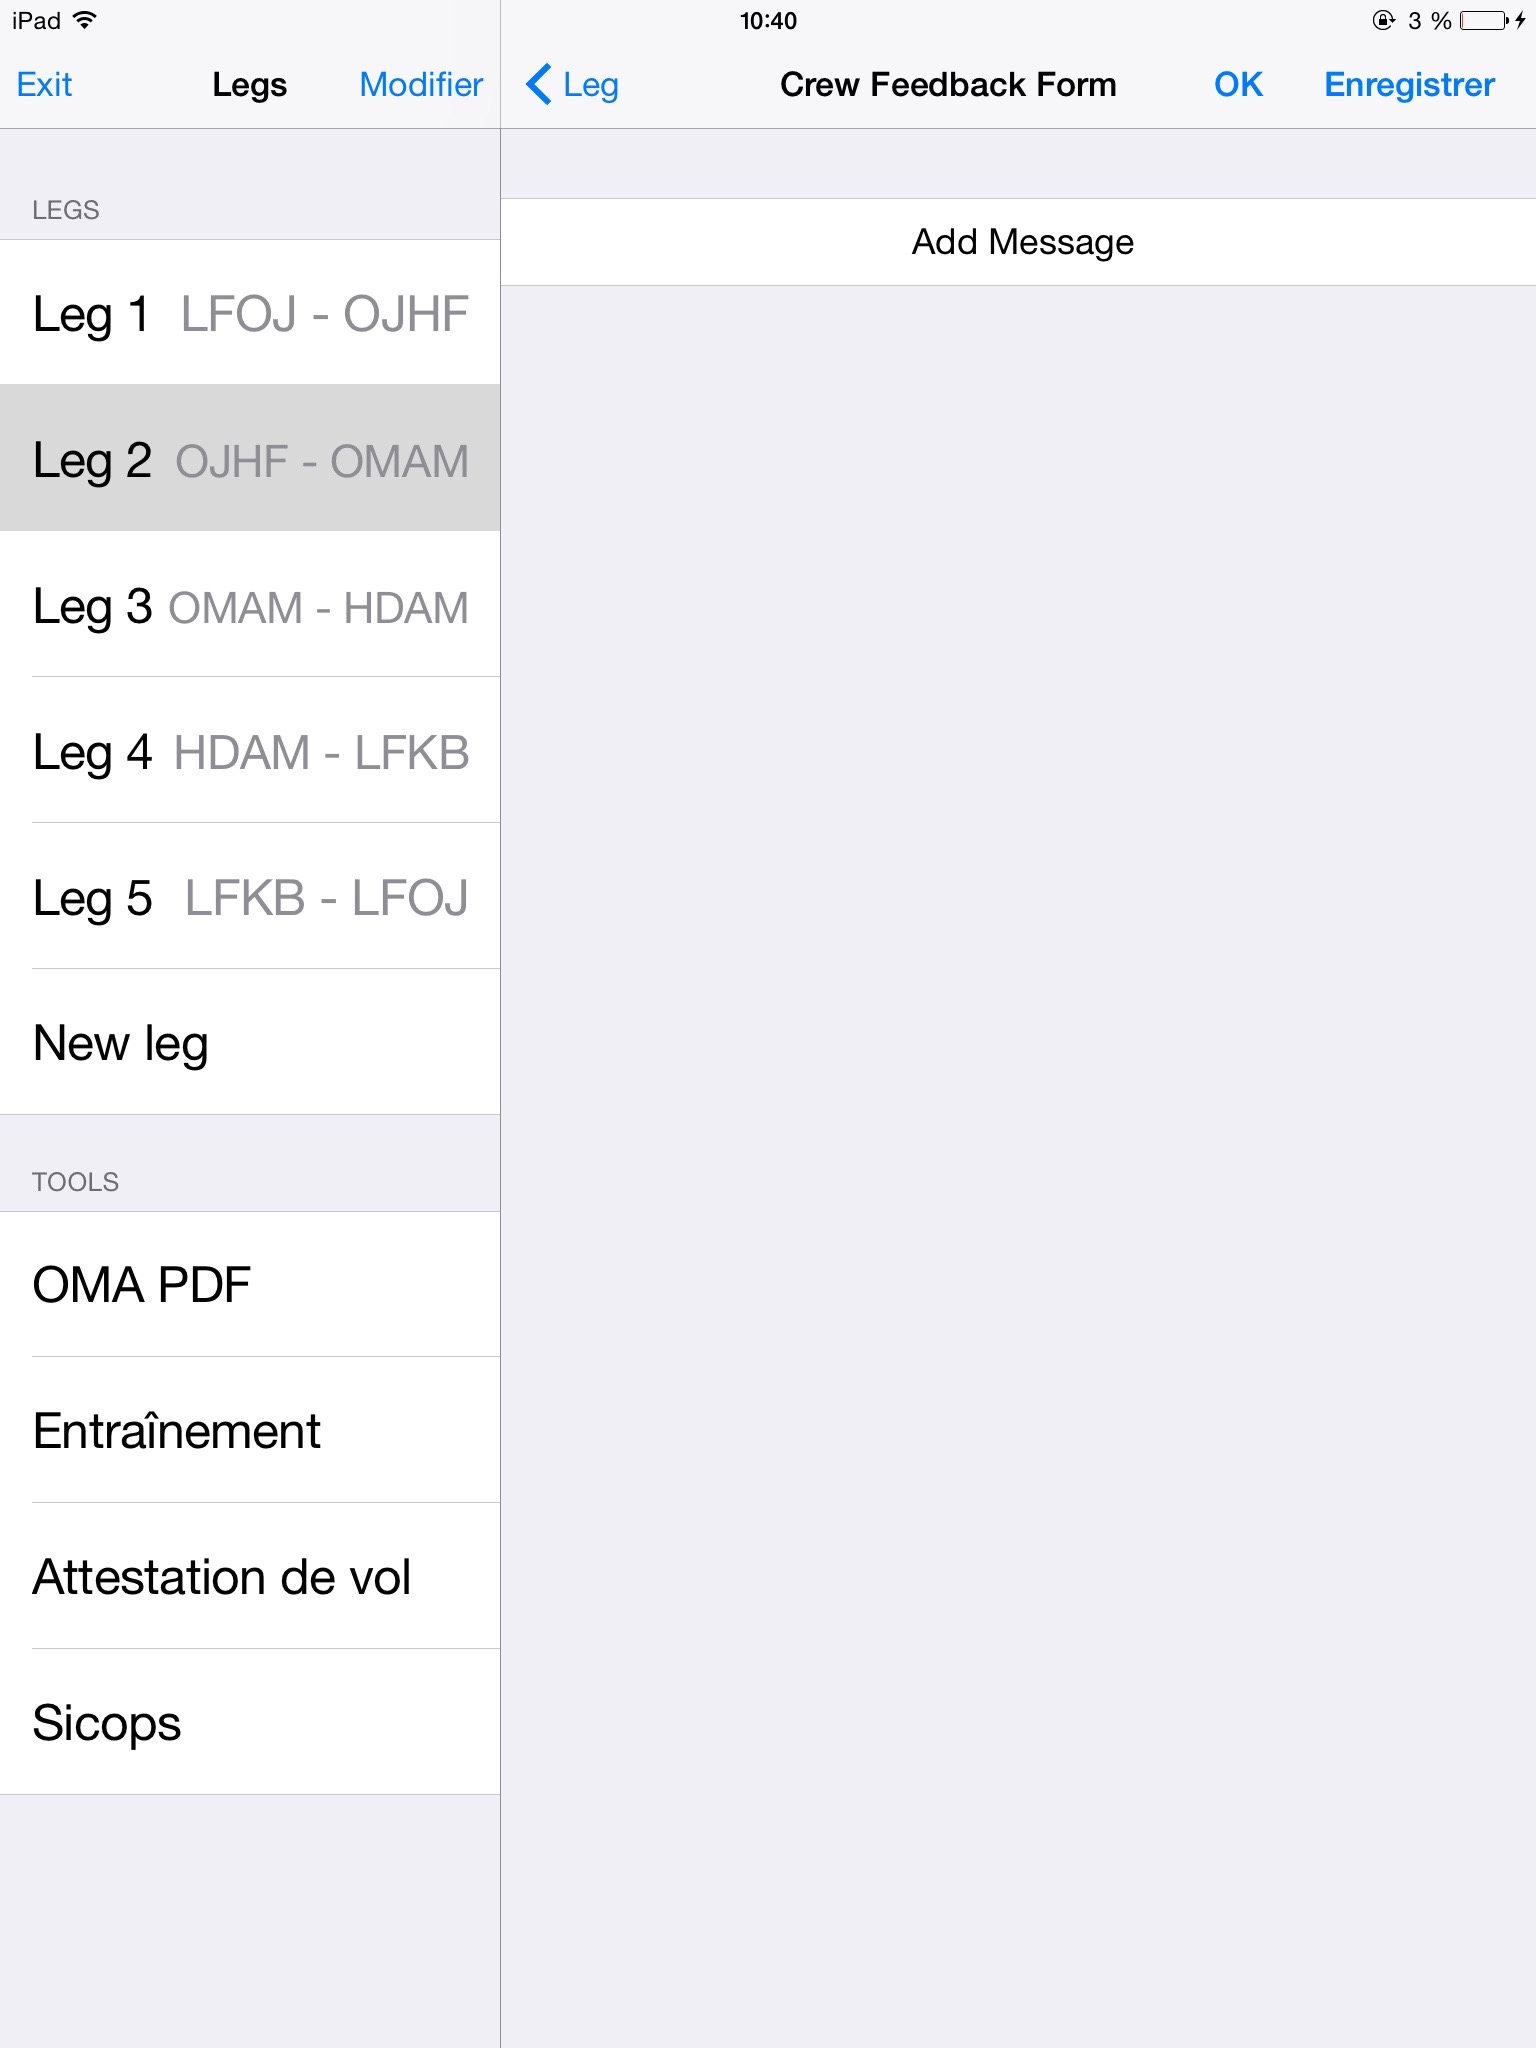 iPad 10:40 3 %
Exit Legs Modifier
Leg Crew Feedback Form OK Enregistrer
LEGS
Leg 1 LFOJ - OJHF
Leg 2 OJHF - OMAM
Leg 3 OMAM - HDAM
Leg 4 HDAM - LFKB
Leg 5 LFKB - LFOJ
New leg
TOOLS
OMA PDF
Entraînement
Attestation de vol
Sicops
Add Message